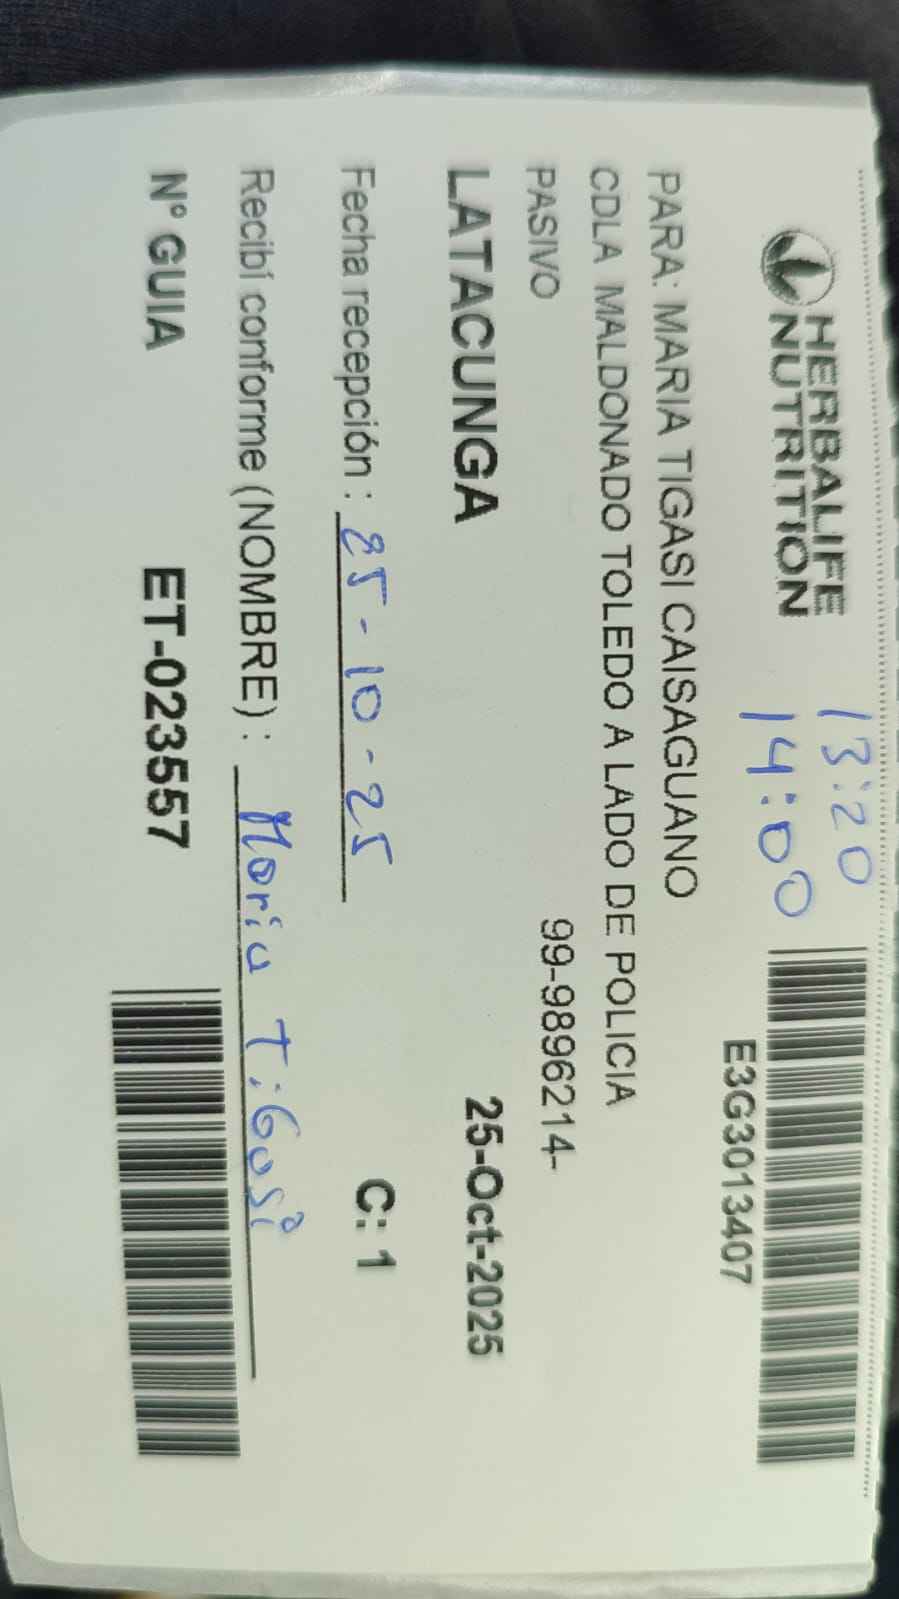 HERBALIFE
NUTRITION
13:20
14:00
E3G3013407
PARA: MARIA TIGASI CAISAGUANO
CDLA MALDONADO TOLEDO A LADO DE POLICIA
PASIVO 99-9896214-
LATACUNGA 25-Oct-2025
Fecha recepción : 25-10-25 C: 1
Recibí conforme (NOMBRE) : Maria Tigasi
N° GUIA ET-023557